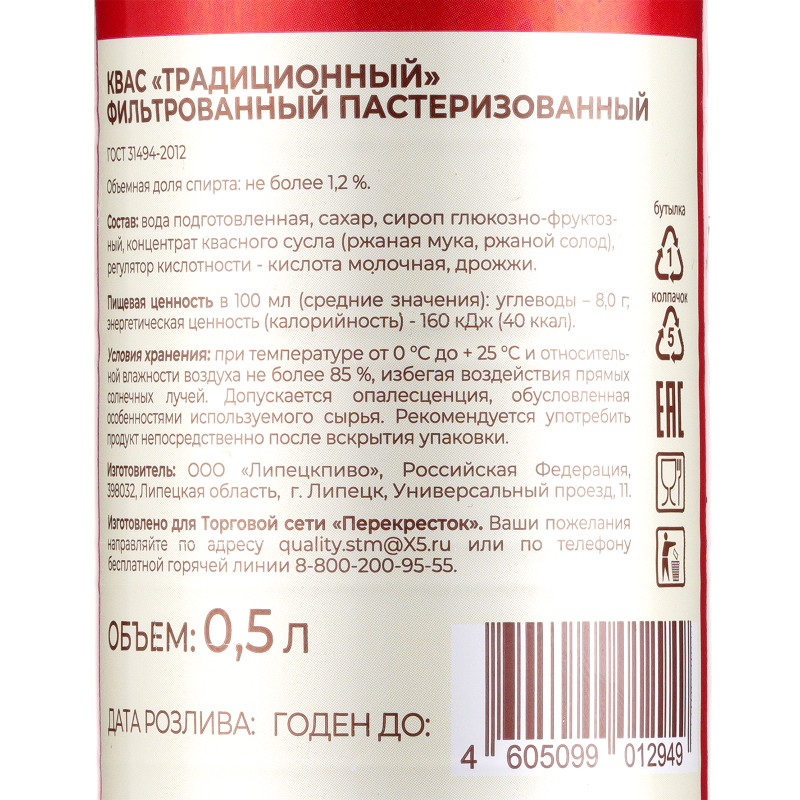 КВАС «ТРАДИЦИОННЫЙ»
ФИЛЬТРОВАННЫЙ ПАСТЕРИЗОВАННЫЙ
ГОСТ 31494-2012
Объемная доля спирта: не более 1,2 %.
Состав: вода подготовленная, сахар, сироп глюкозно-фруктоз-
ный, концентрат квасного сусла (ржаная мука, ржаной солод),
регулятор кислотности - кислота молочная, дрожжи.
Пищевая ценность в 100 мл (средние значения): углеводы – 8,0 г;
энергетическая ценность (калорийность) - 160 кДж (40 ккал).
Условия хранения: при температуре от 0 °C до + 25 °C и относитель-
ной влажности воздуха не более 85 %, избегая воздействия прямых
солнечных лучей. Допускается опалесценция, обусловленная
особенностями используемого сырья. Рекомендуется употребить
продукт непосредственно после вскрытия упаковки.
Изготовитель: ООО «Липецкпиво», Российская Федерация,
398032, Липецкая область, г. Липецк, Универсальный проезд, 11.
Изготовлено для Торговой сети «Перекресток». Ваши пожелания
направляйте по адресу quality.stm@X5.ru или по телефону
бесплатной горячей линии 8-800-200-95-55.
ОБЪЕМ: 0,5 л
ДАТА РОЗЛИВА: ГОДЕН ДО:
бутылка
1
колпачок
5
EAC
4 605099 012949